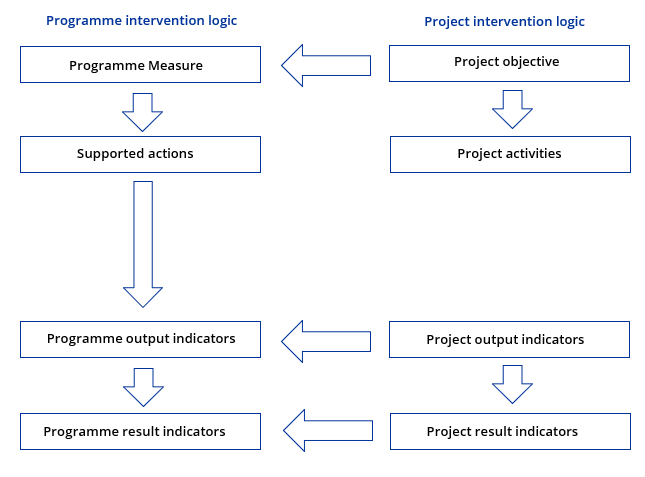 Programme intervention logic
Project intervention logic
Programme Measure
Project objective
Supported actions
Project activities
Programme output indicators
Project output indicators
Programme result indicators
Project result indicators